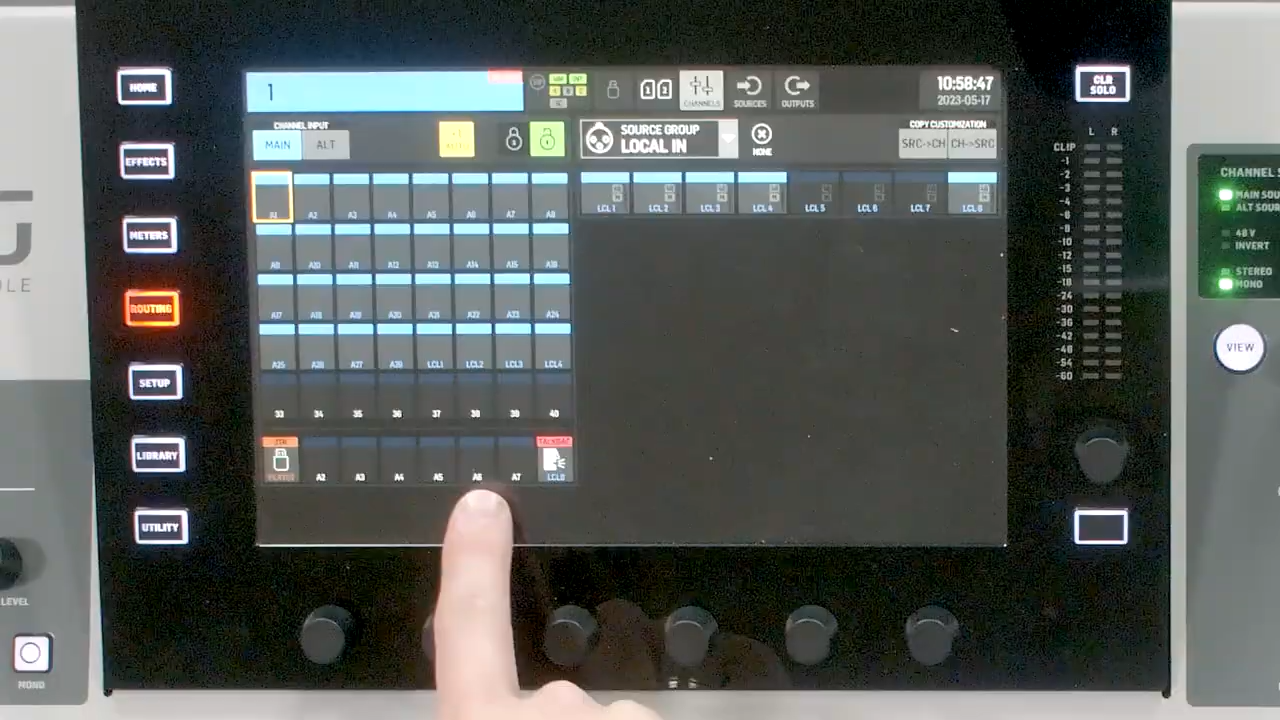 HOME
EFFECTS
METERS
ROUTING
SETUP
LIBRARY
UTILITY
LEVEL
MONO
1
1 2
CHANNELS
SOURCES
OUTPUTS
10:58:47
2023-05-17
CHANNEL INPUT
MAIN
ALT
SOURCE GROUP
LOCAL IN
NONE
COPY CUSTOMIZATION
SRC->CH
CH->SRC
A1 A2 A3 A4 A5 A6 A7 A8
A9 A10 A11 A12 A13 A14 A15 A16
A17 A18 A19 A20 A21 A22 A23 A24
A25 A26 A27 A28 LCL1 LCL2 LCL3 LCL4
33 34 35 36 37 38 39 40
A2 A3 A4 A5 A6 A7
LCL8
LCL 1 LCL 2 LCL 3 LCL 4 LCL 5 LCL 6 LCL 7 LCL 8
CLR
SOLO
L R
CLIP
-1
-2
-3
-4
-6
-8
-10
-12
-15
-18
-24
-30
-36
-42
-48
-54
-60
CHANNEL
MAIN
ALT
48 V
INVERT
STEREO
MONO
VIEW